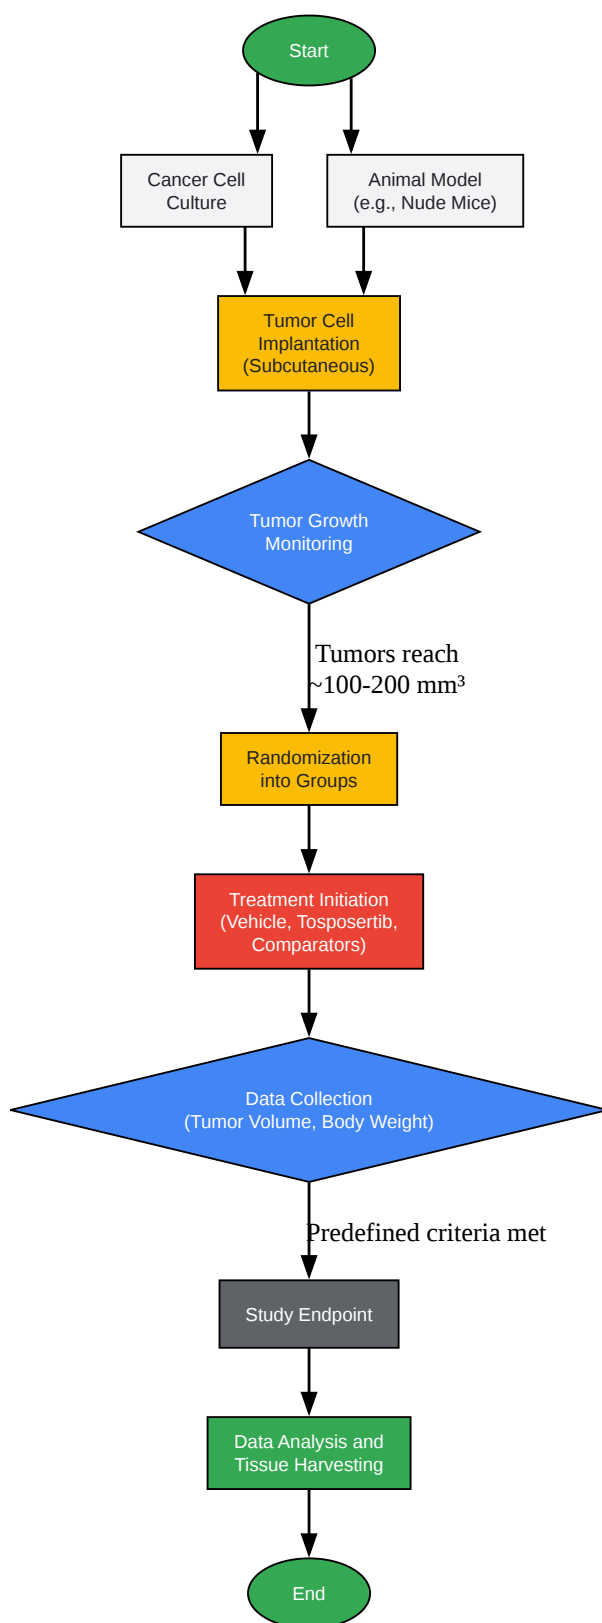 Start
Cancer Cell
Culture
Animal Model
(e.g., Nude Mice)
Tumor Cell
Implantation
(Subcutaneous)
Tumor Growth
Monitoring
Tumors reach
~100-200 mm³
Randomization
into Groups
Treatment Initiation
(Vehicle, Tosposertib,
Comparators)
Data Collection
(Tumor Volume, Body Weight)
Predefined criteria met
Study Endpoint
Data Analysis and
Tissue Harvesting
End